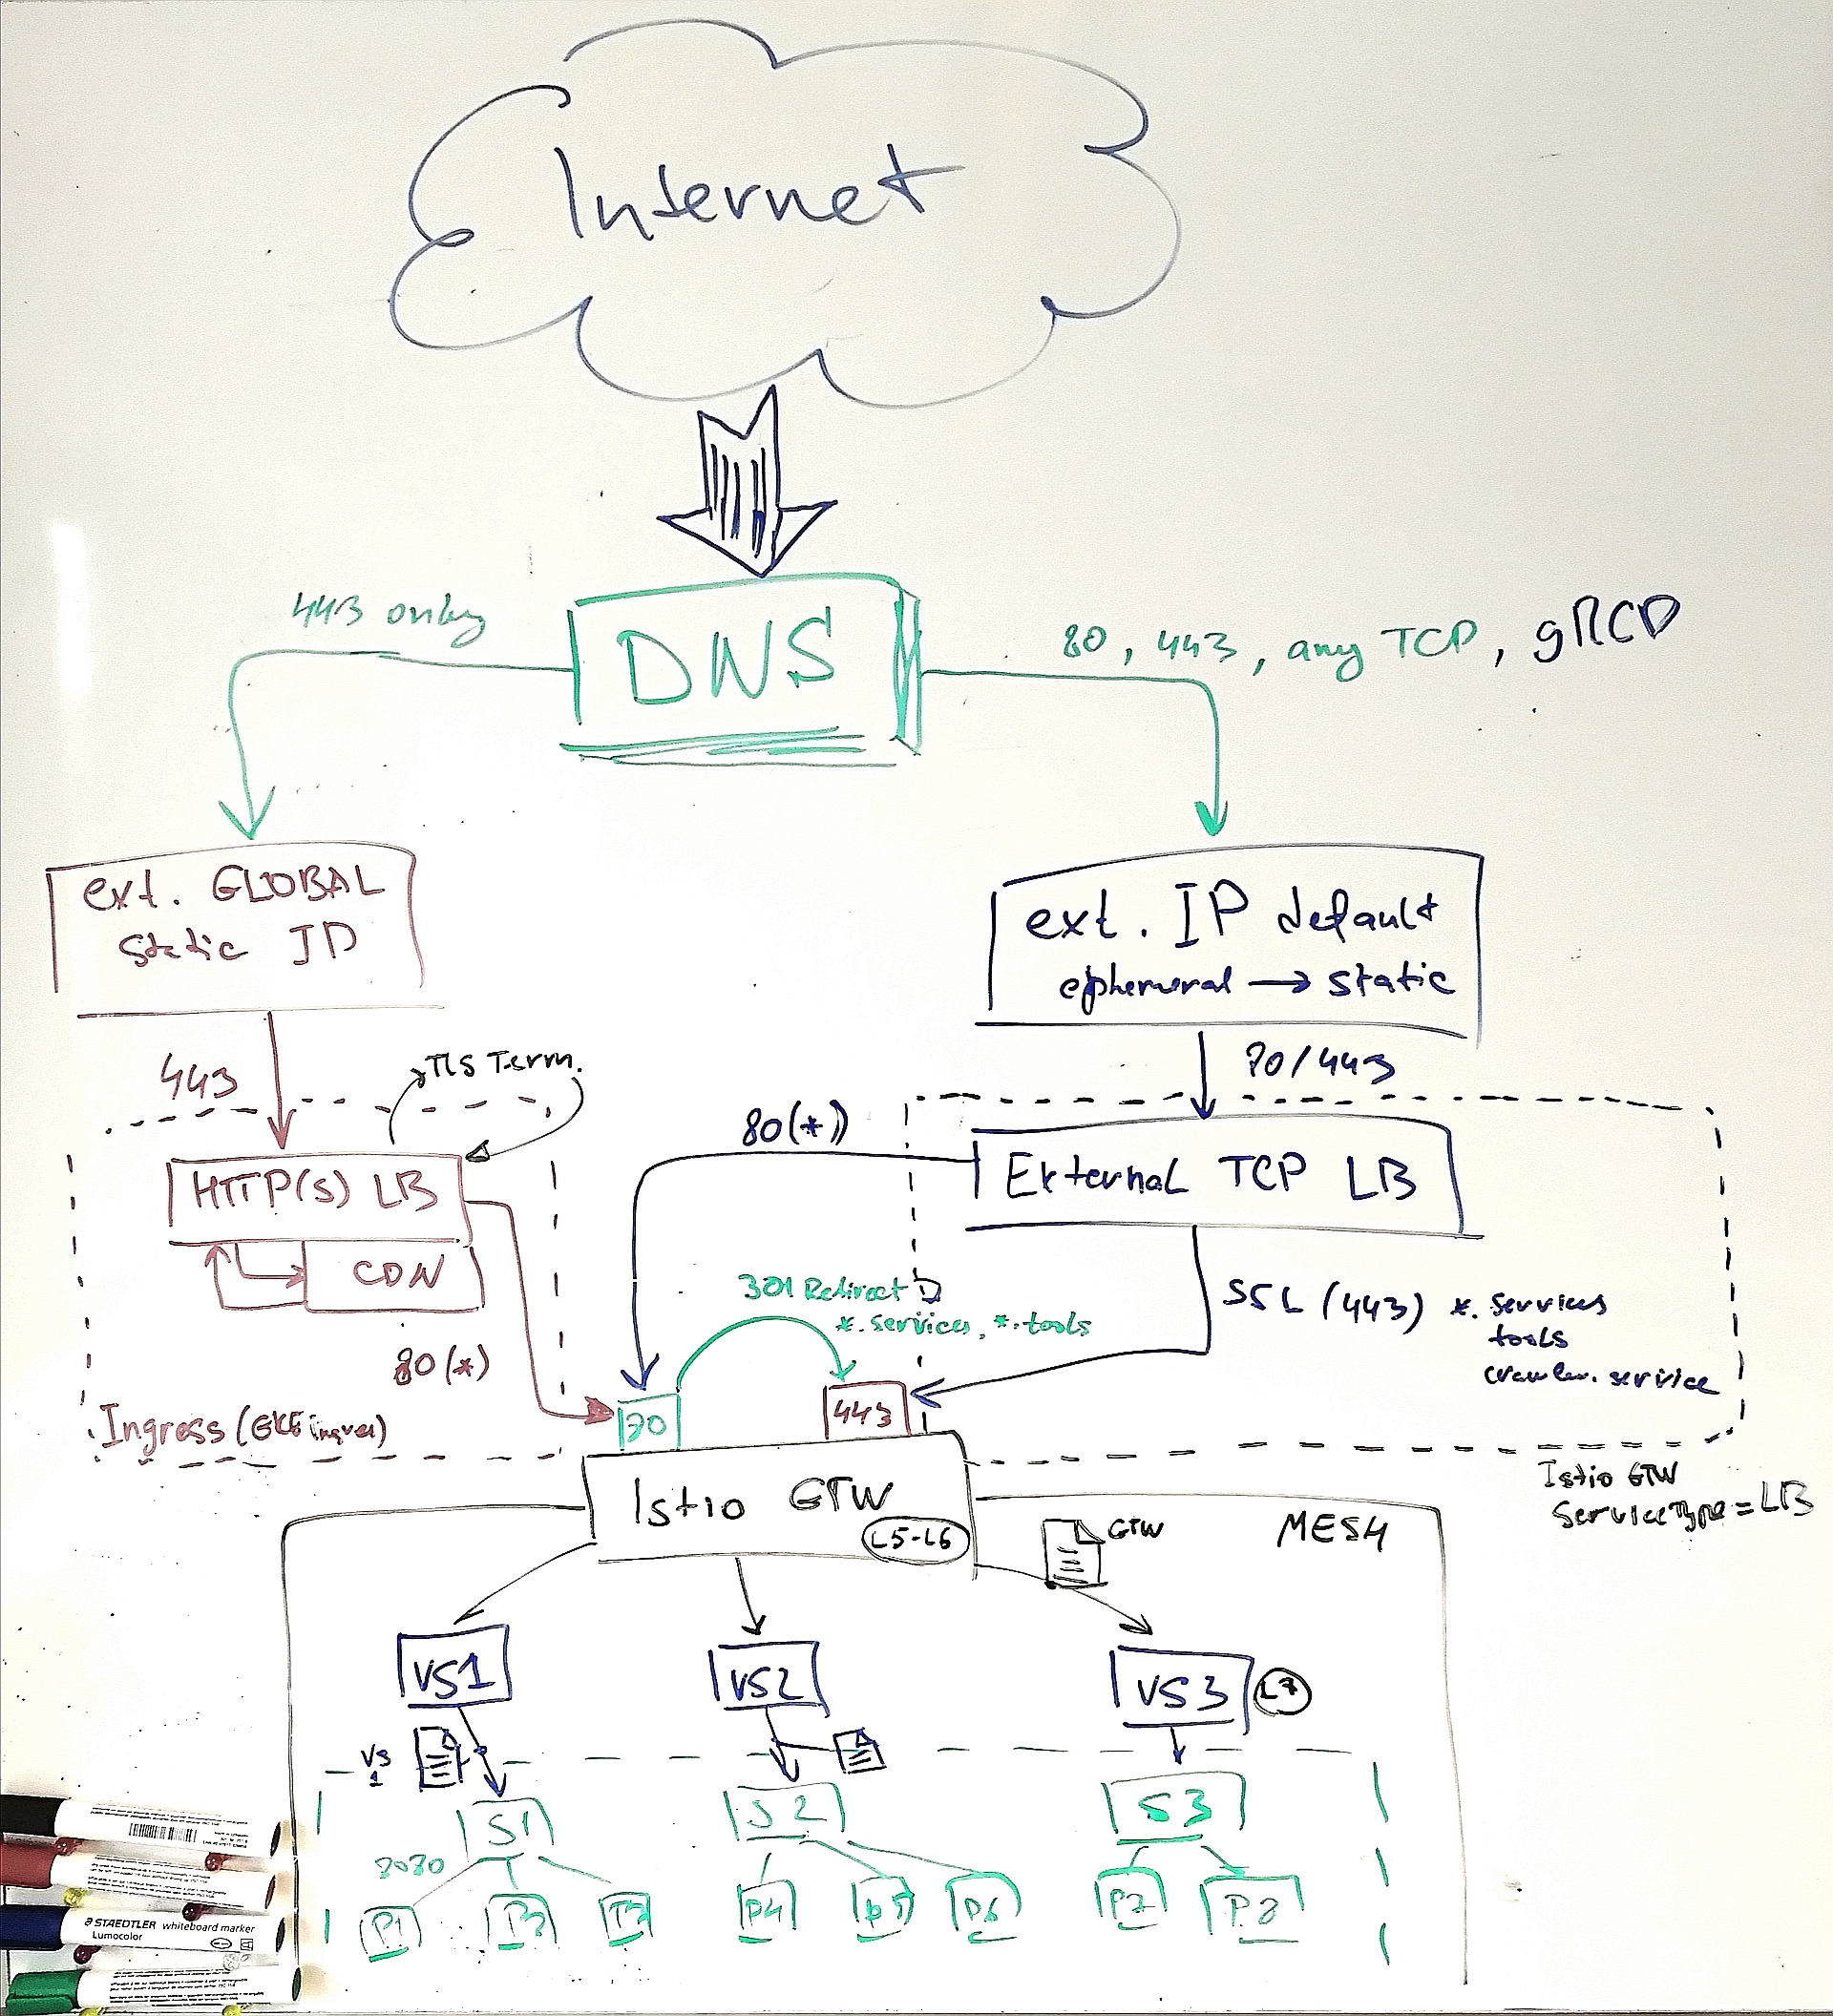 Internet
443 only
DNS
80, 443, any TCP, gRCP
ext. GLOBAL
static IP
ext. IP default
ephemeral → static
443
TLS Term.
80/443
80(*)
HTTP(S) LB
External TCP LB
CDN
301 Redirect
*.services, *.tools
SSL (443) *.services
tools
crawler.service
80(*)
Ingress (GKE ingres)
80
443
Istio GTW
L5-L6
GTW
MESH
Istio GTW
ServiceType = LB
VS1
VS2
VS3
L7
VS
1
S1
S2
S3
8080
P1
P3
P4
P5
P6
P7
P8
STAEDTLER whiteboard marker
Lumocolor